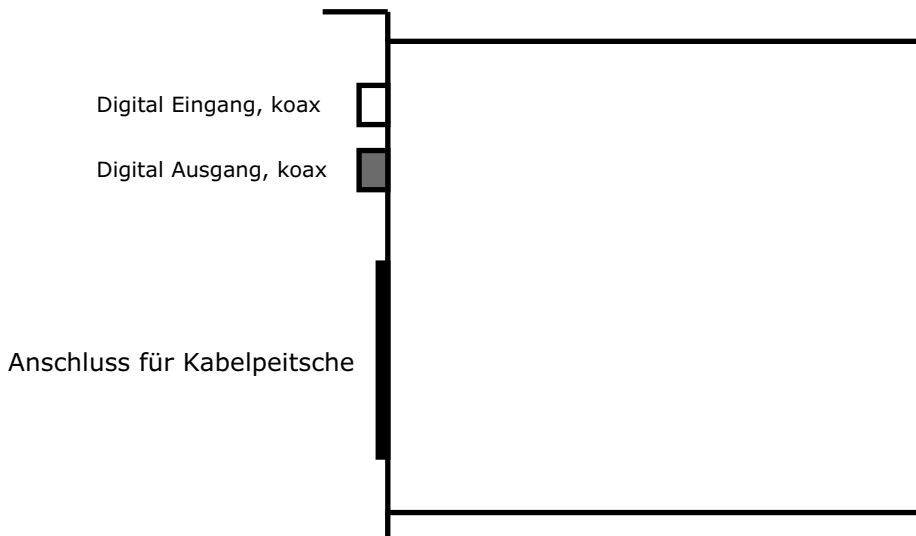 Digital Eingang, koax
Digital Ausgang, koax
Anschluss für Kabelpeitsche